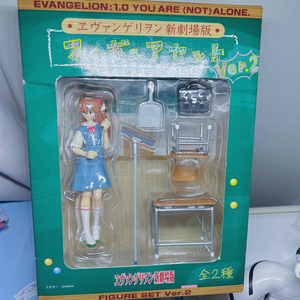 EVANGELION:1.0 YOU ARE (NOT) ALONE.
ヱヴァンゲリヲン新劇場版
フィギュアセット
Ver.2
ヱヴァンゲリヲン新劇場版
全2種
FIGURE SET Ver.2